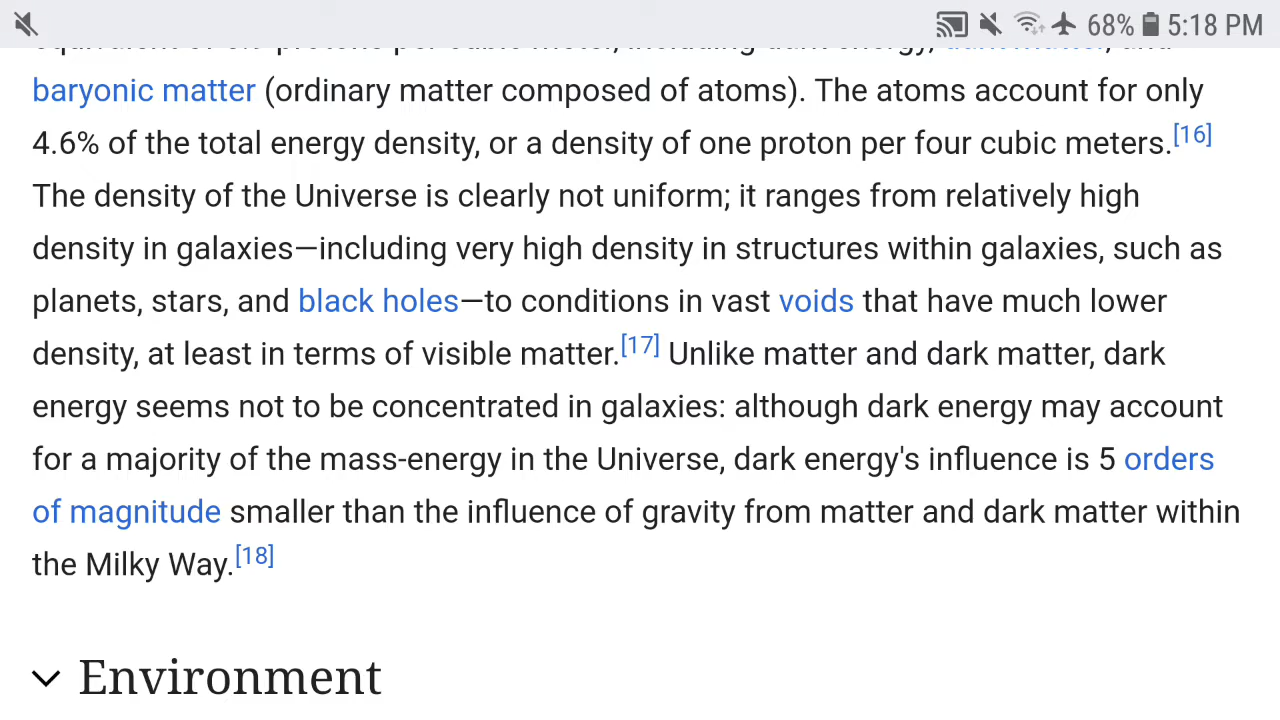 68% 5:18 PM
baryonic matter (ordinary matter composed of atoms). The atoms account for only
4.6% of the total energy density, or a density of one proton per four cubic meters.[16]
The density of the Universe is clearly not uniform; it ranges from relatively high
density in galaxies—including very high density in structures within galaxies, such as
planets, stars, and black holes—to conditions in vast voids that have much lower
density, at least in terms of visible matter.[17] Unlike matter and dark matter, dark
energy seems not to be concentrated in galaxies: although dark energy may account
for a majority of the mass-energy in the Universe, dark energy's influence is 5 orders
of magnitude smaller than the influence of gravity from matter and dark matter within
the Milky Way.[18]
Environment